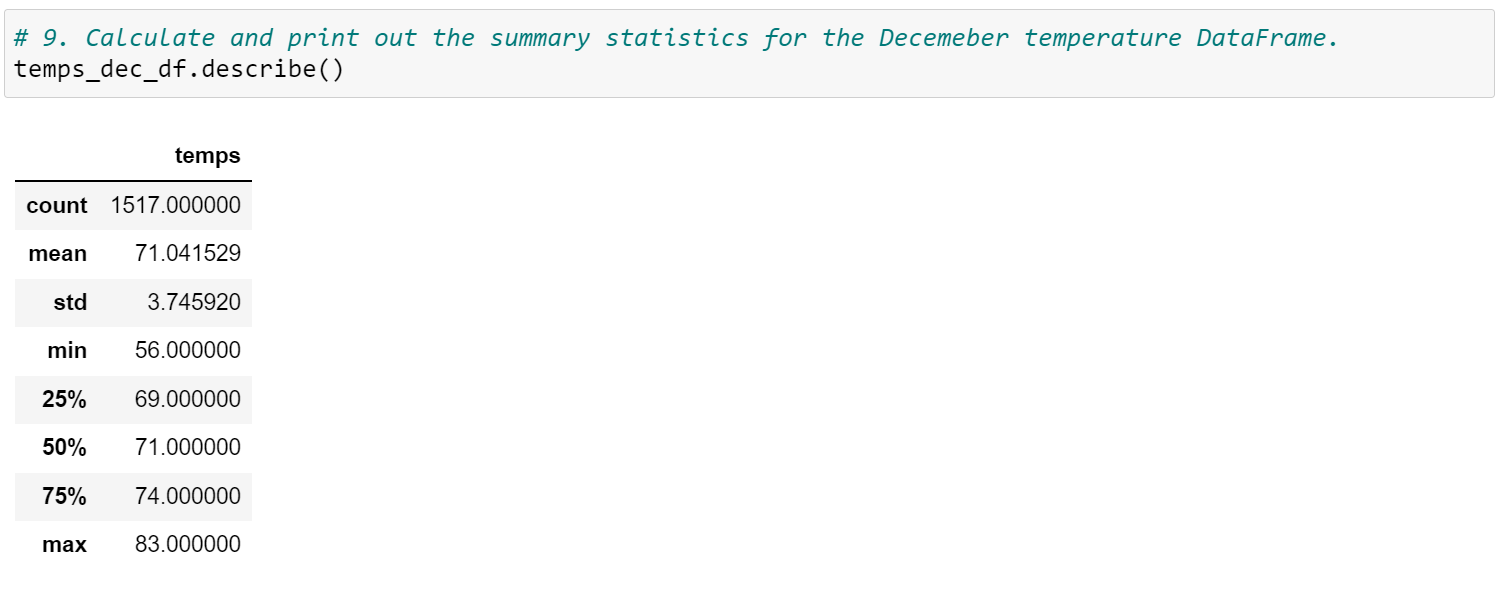 # 9. Calculate and print out the summary statistics for the Decemeber temperature DataFrame.
temps_dec_df.describe()
temps
count 1517.000000
mean 71.041529
std 3.745920
min 56.000000
25% 69.000000
50% 71.000000
75% 74.000000
max 83.000000